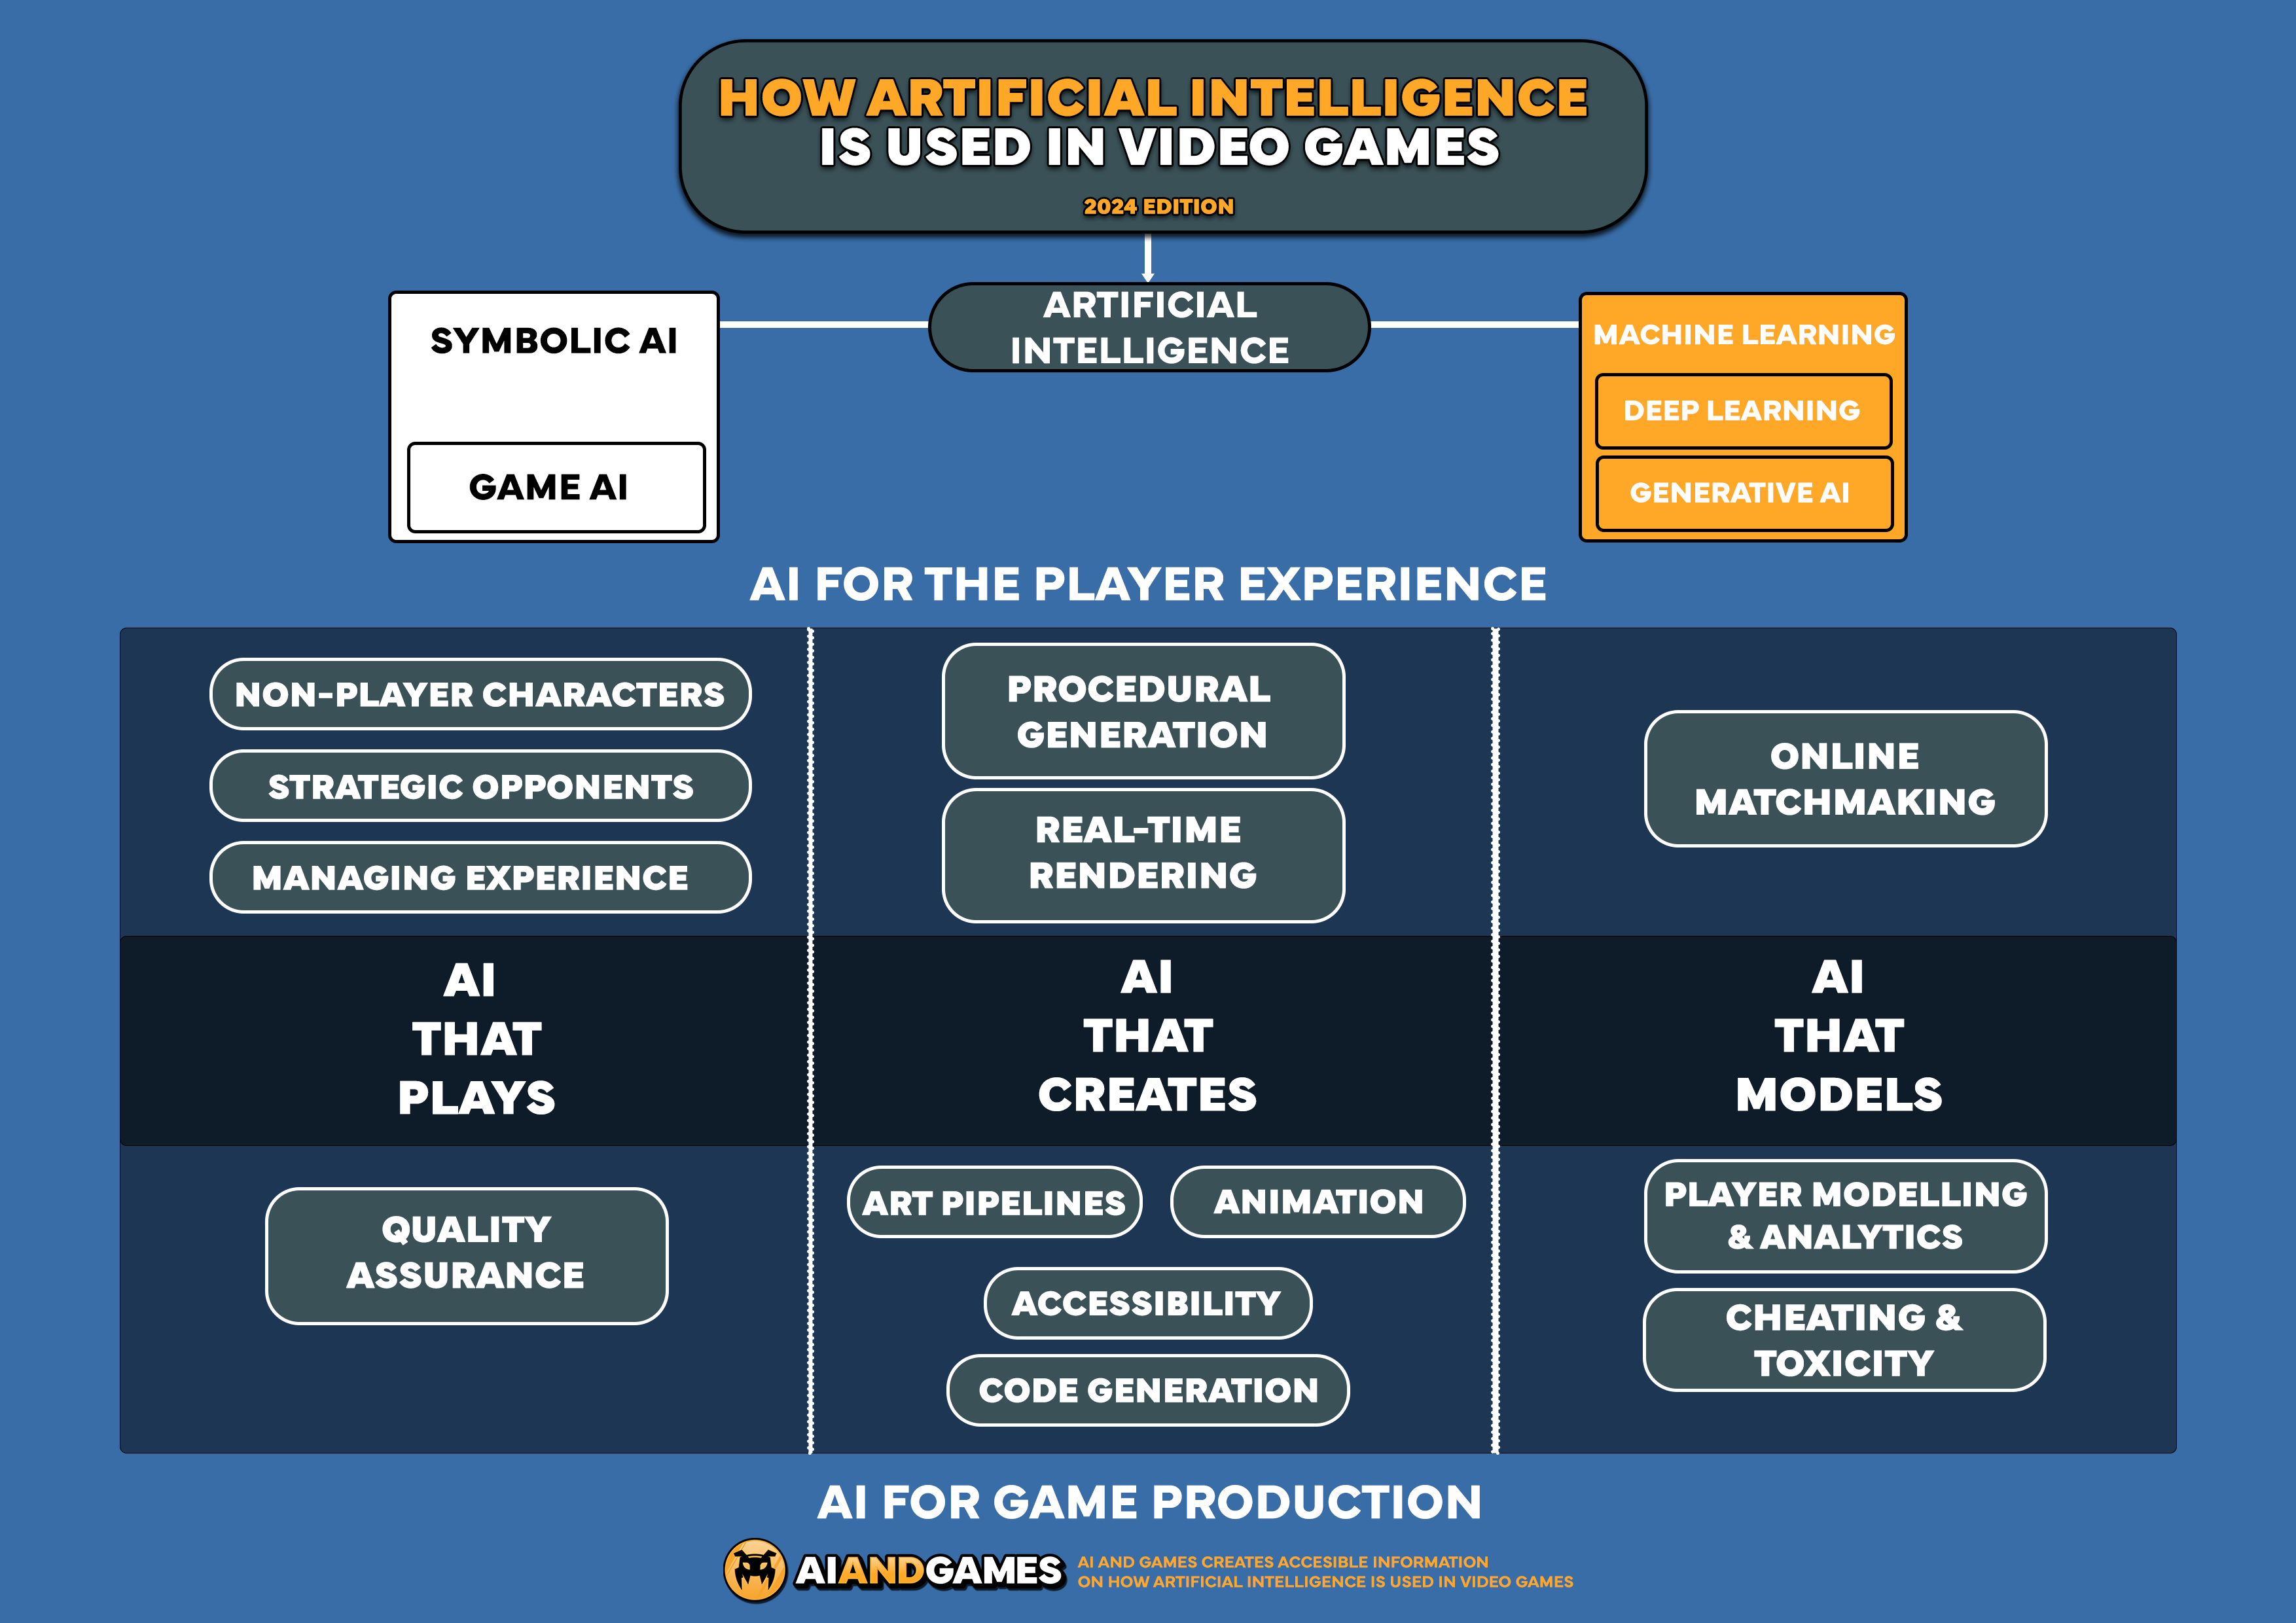 HOW ARTIFICIAL INTELLIGENCE
IS USED IN VIDEO GAMES
2024 EDITION
ARTIFICIAL
INTELLIGENCE
SYMBOLIC AI
GAME AI
MACHINE LEARNING
DEEP LEARNING
GENERATIVE AI
AI FOR THE PLAYER EXPERIENCE
NON-PLAYER CHARACTERS
STRATEGIC OPPONENTS
MANAGING EXPERIENCE
PROCEDURAL
GENERATION
REAL-TIME
RENDERING
ONLINE
MATCHMAKING
AI
THAT
PLAYS
AI
THAT
CREATES
AI
THAT
MODELS
QUALITY
ASSURANCE
ART PIPELINES
ANIMATION
ACCESSIBILITY
CODE GENERATION
PLAYER MODELLING
& ANALYTICS
CHEATING &
TOXICITY
AI FOR GAME PRODUCTION
AIANDGAMES
AI AND GAMES CREATES ACCESIBLE INFORMATION
ON HOW ARTIFICIAL INTELLIGENCE IS USED IN VIDEO GAMES